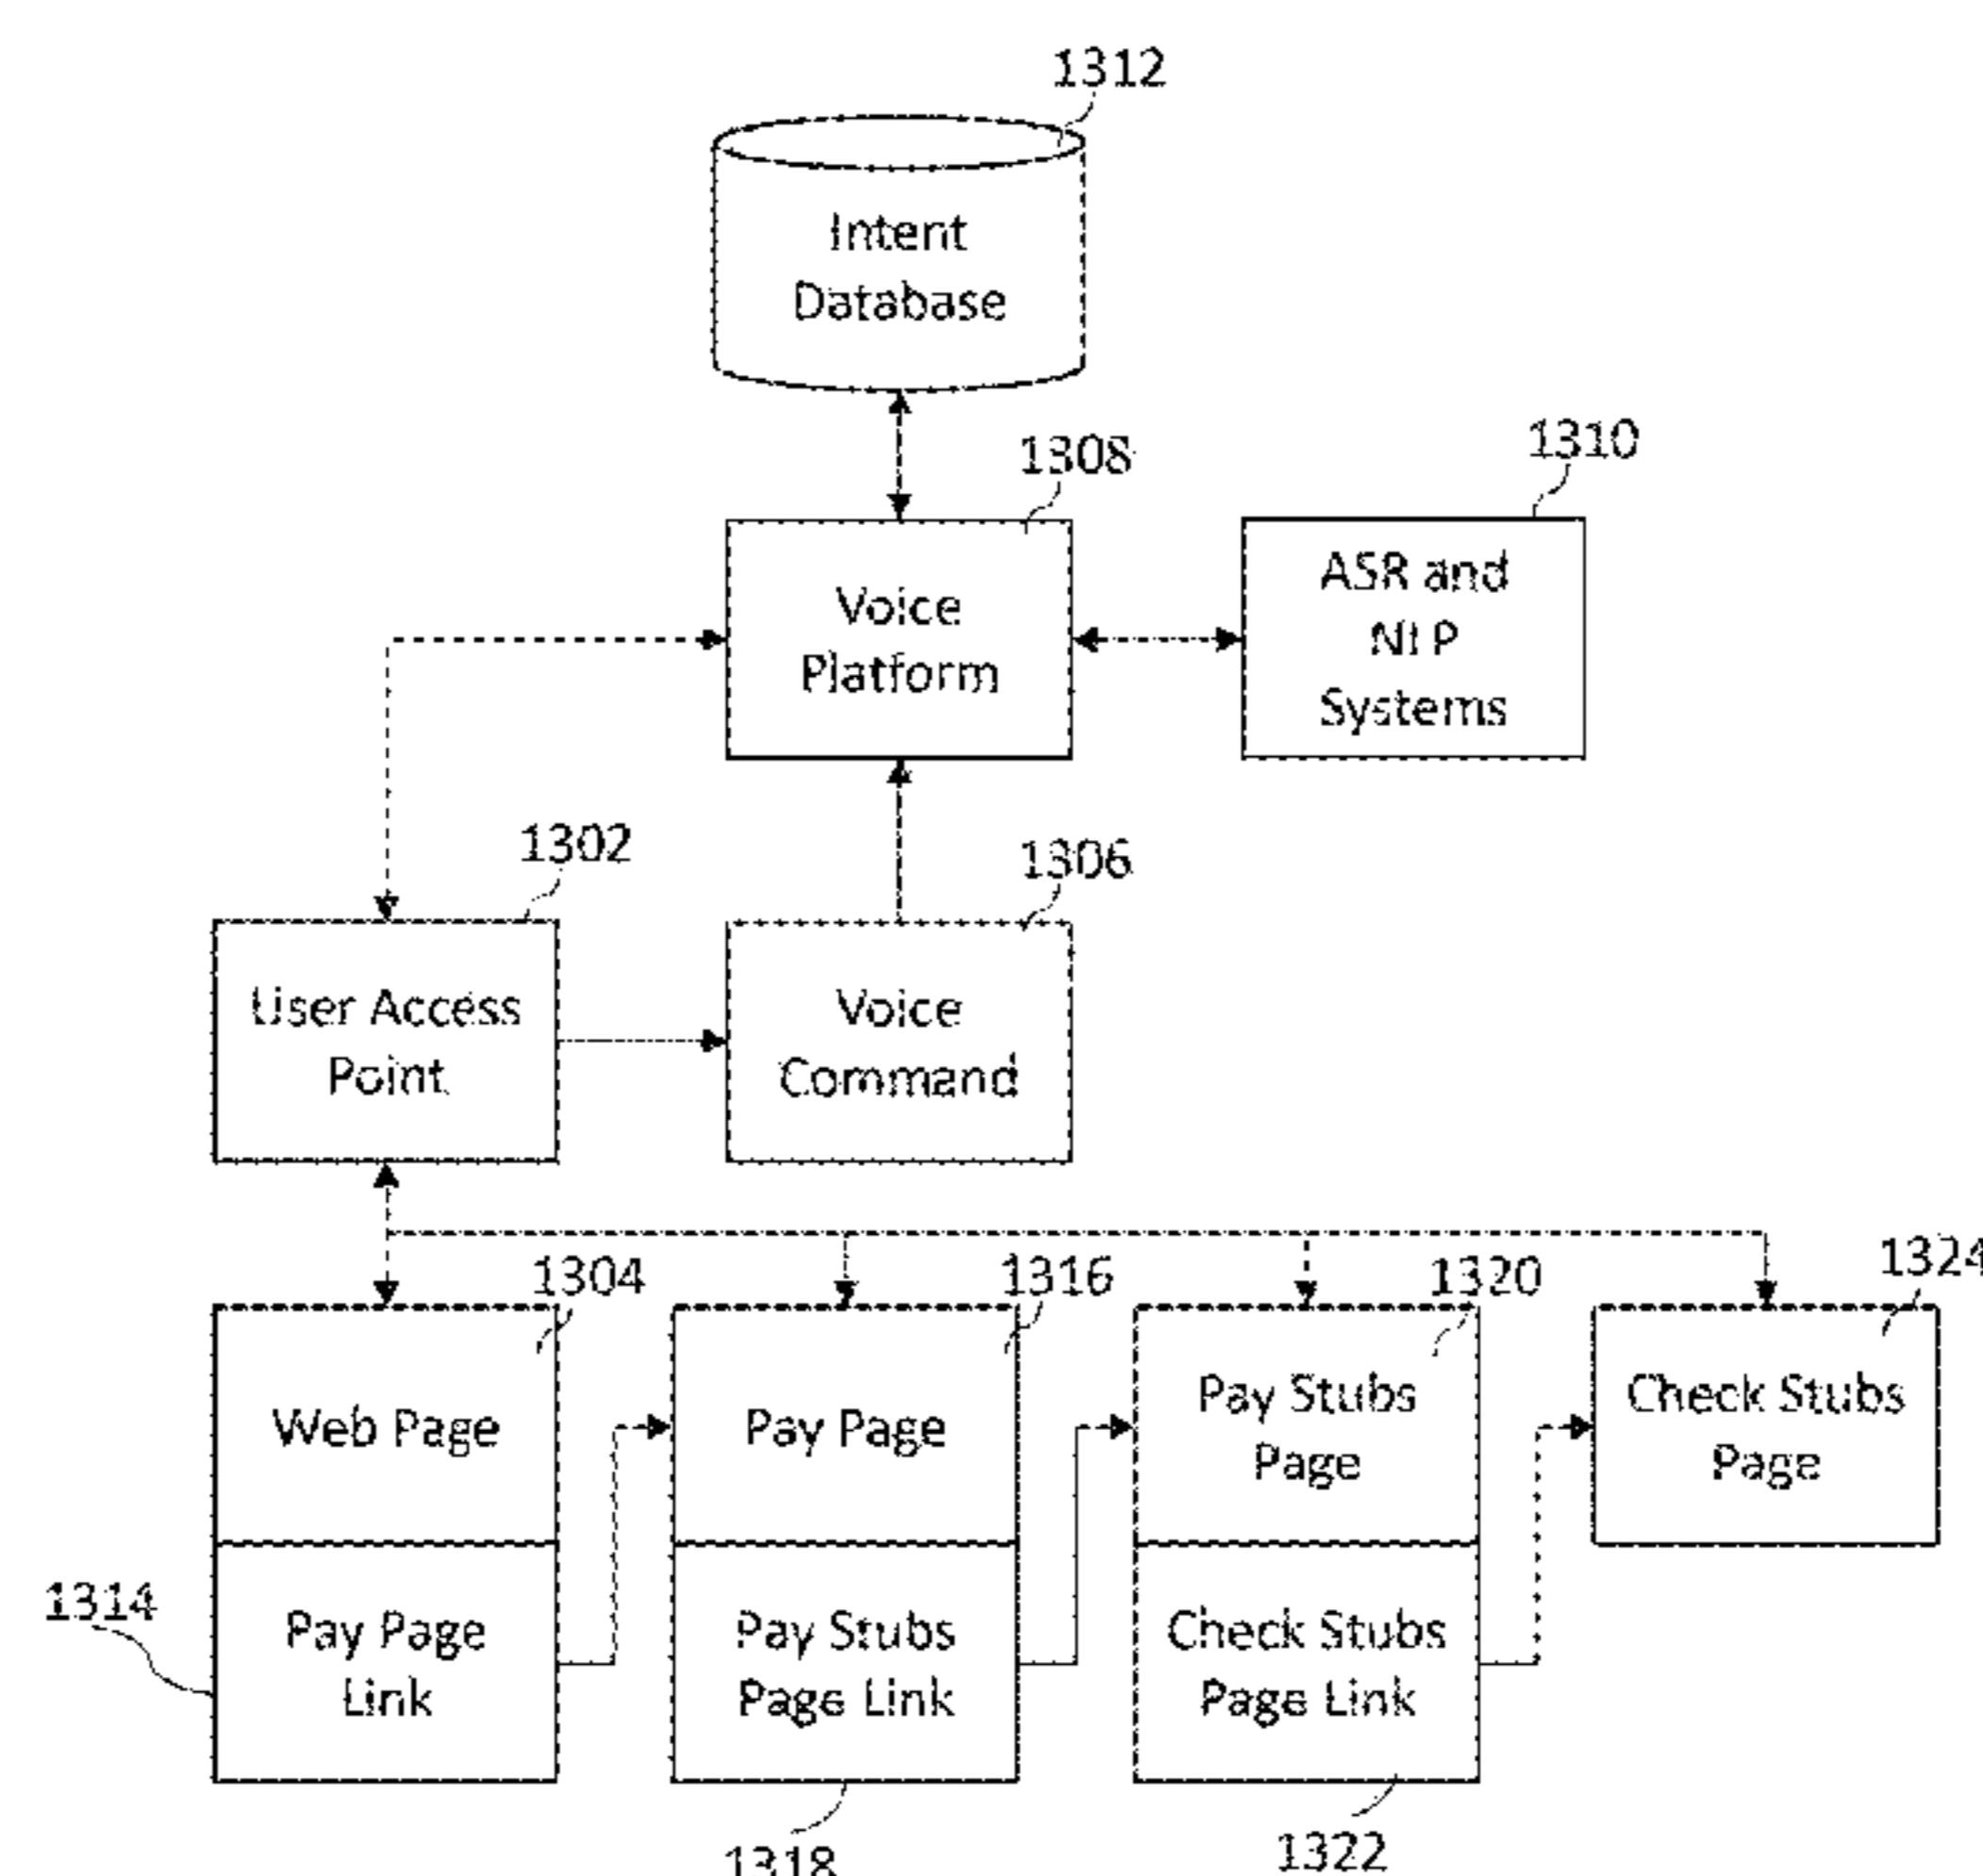 1312
Intent
Database
1308
1310
Voice
Platform
ASR and
NLP
Systems
1302
1306
User Access
Point
Voice
Command
1304
1316
1320
1324
Web Page
Pay Page
Pay Stubs
Page
Check Stubs
Page
1314
Pay Page
Link
Pay Stubs
Page Link
Check Stubs
Page Link
1318
1322